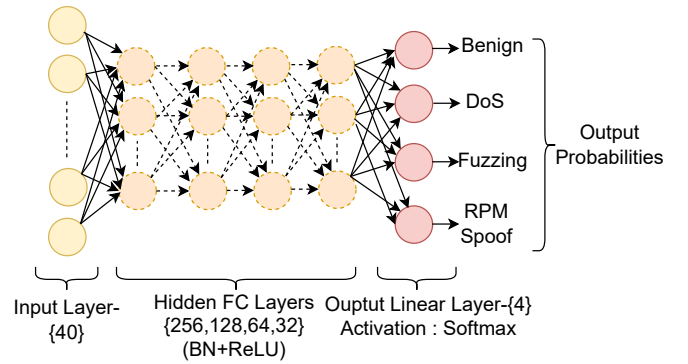 Benign
DoS
Fuzzing
RPM
Spoof
Output
Probabilities
Input Layer-
{40}
Hidden FC Layers
{256,128,64,32}
(BN+ReLU)
Ouptut Linear Layer-{4}
Activation : Softmax